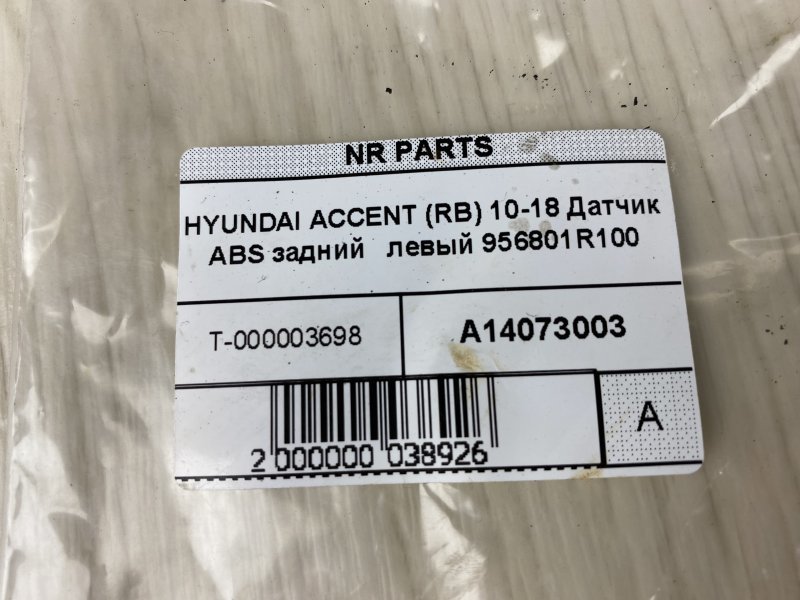 NR PARTS
HYUNDAI ACCENT (RB) 10-18 Датчик
ABS задний левый 956801R100
T-000003698
A14073003
A
2 000000 038926